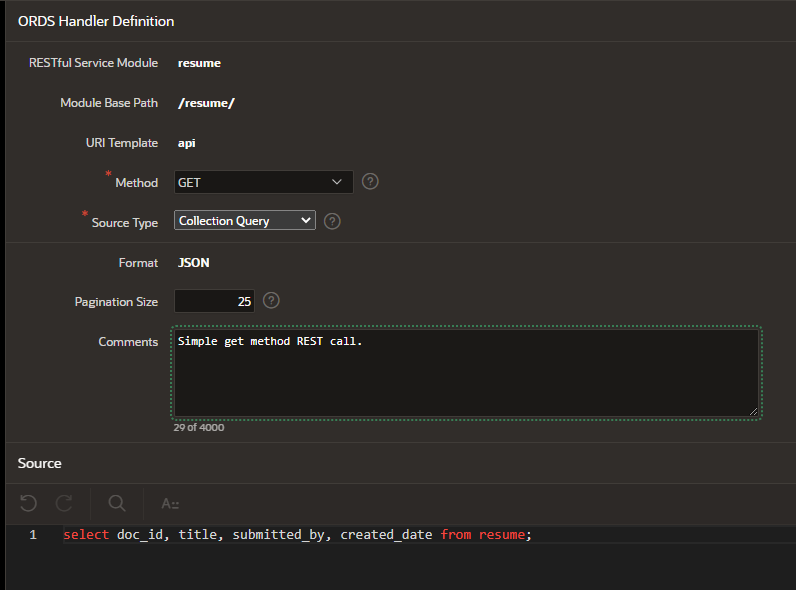 ORDS Handler Definition
RESTful Service Module resume
Module Base Path /resume/
URI Template api
* Method GET ?
* Source Type Collection Query ?
Format JSON
Pagination Size 25 ?
Comments Simple get method REST call.
29 of 4000
Source
A::
1 select doc_id, title, submitted_by, created_date from resume;